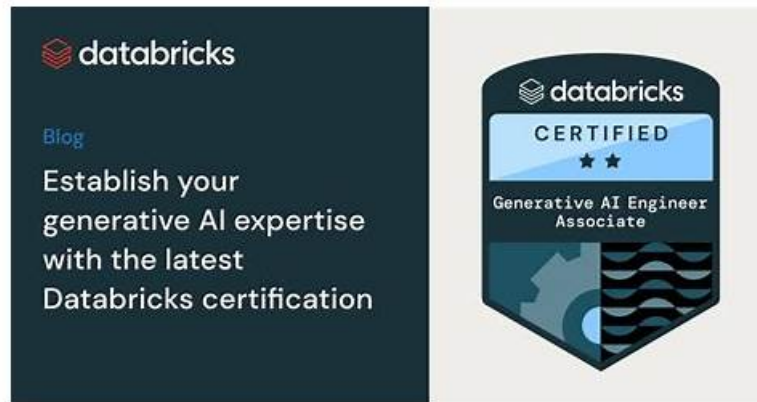 databricks
Blog
Establish your
generative AI expertise
with the latest
Databricks certification
databricks
CERTIFIED
Generative AI Engineer
Associate